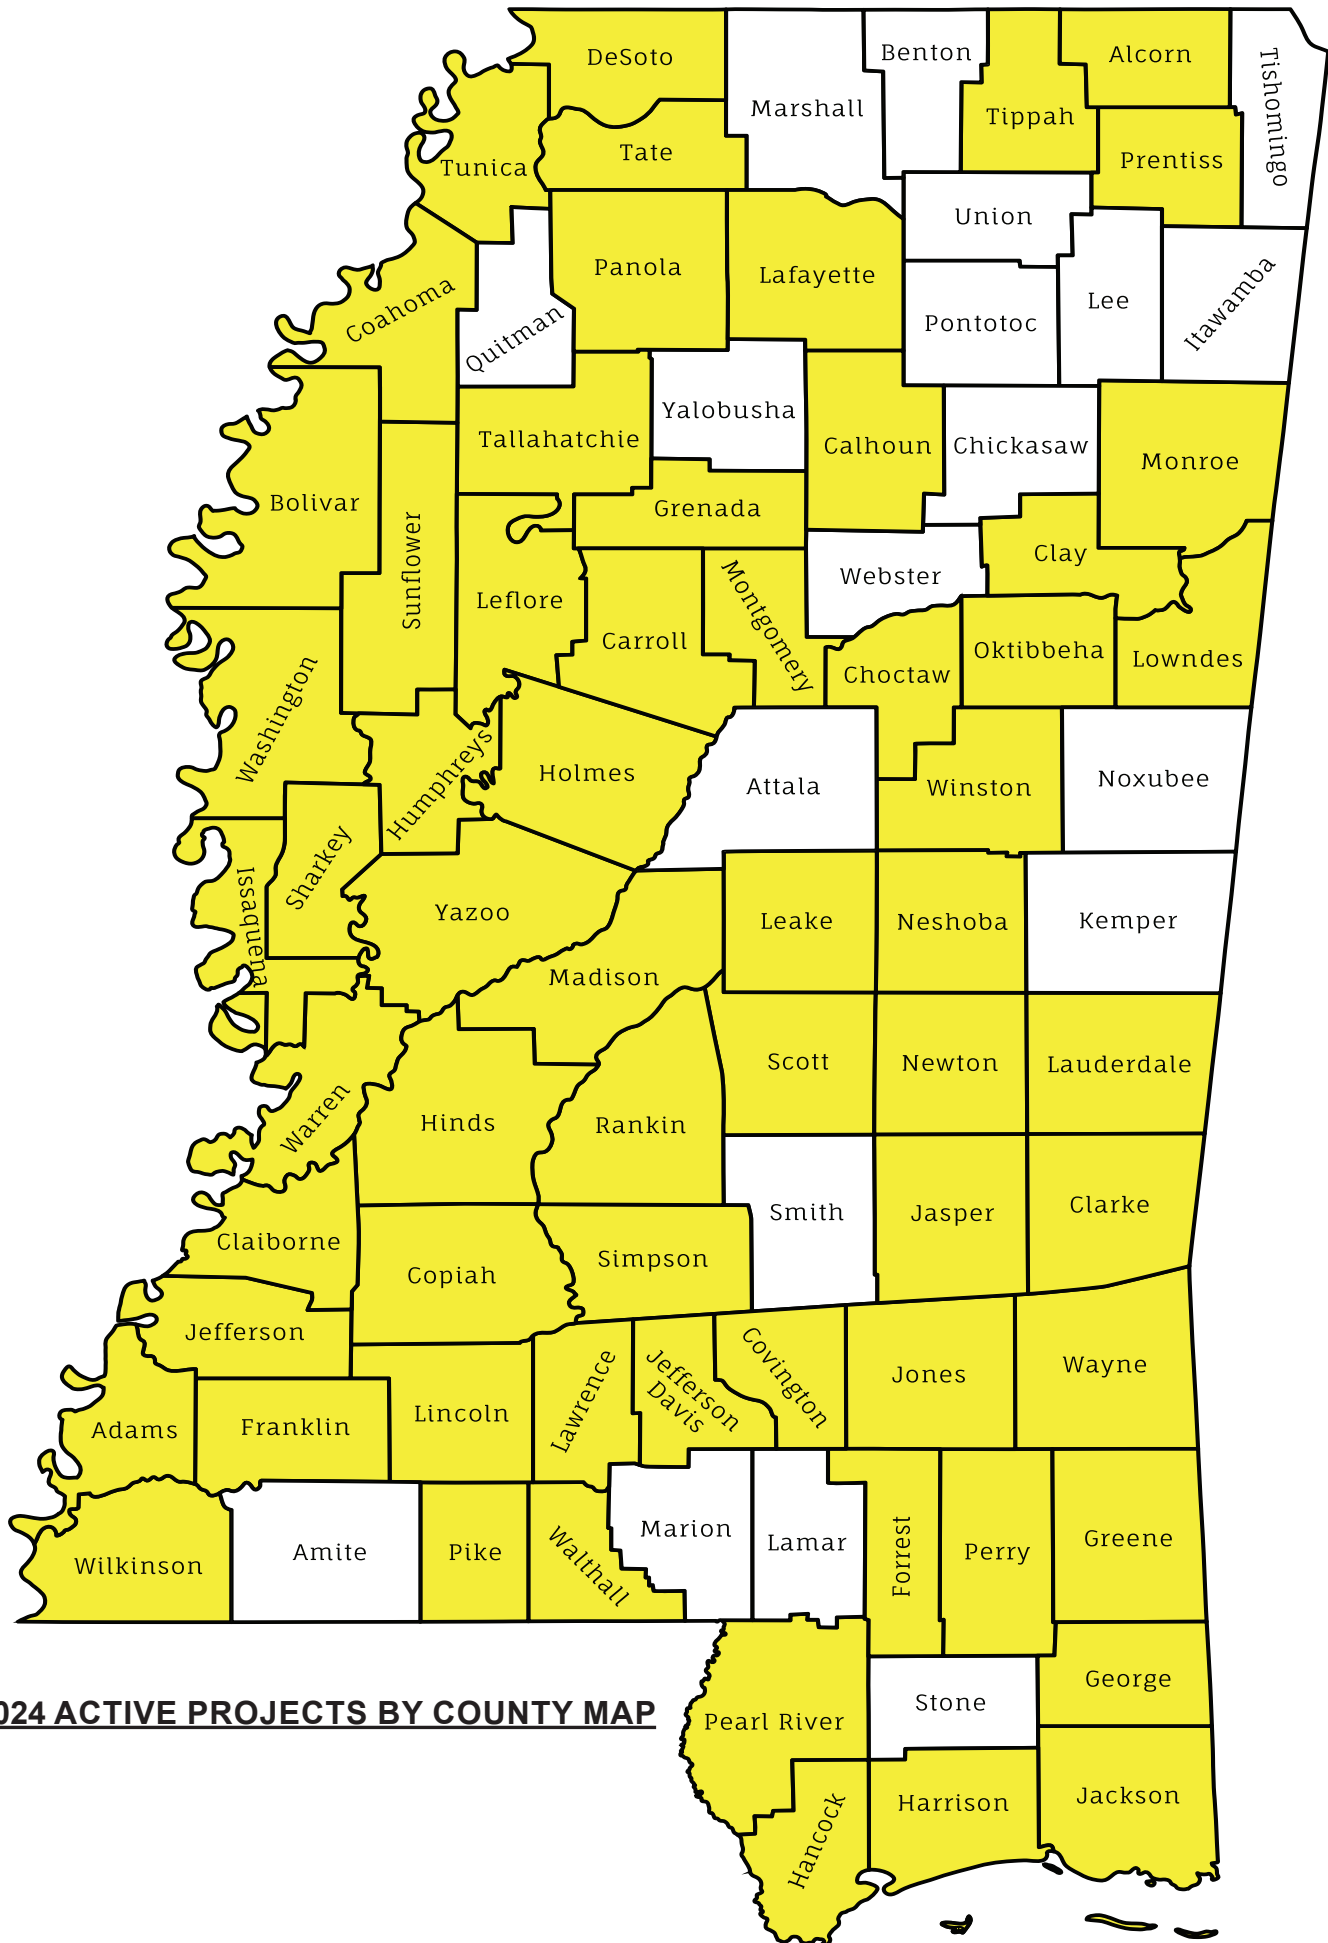 DeSoto
Benton
Alcorn
Tishomingo
Marshall
Tippah
Tate
Prentiss
Tunica
Union
Panola
Lafayette
Coahoma
Quitman
Pontotoc
Lee
Itawamba
Yalobusha
Tallahatchie
Calhoun
Chickasaw
Monroe
Bolivar
Grenada
Sunflower
Clay
Webster
Leflore
Montgomery
Carroll
Choctaw
Oktibbeha
Lowndes
Washington
Humphreys
Holmes
Attala
Winston
Noxubee
Sharkey
Issaquena
Yazoo
Leake
Neshoba
Kemper
Madison
Scott
Newton
Lauderdale
Warren
Hinds
Rankin
Smith
Jasper
Clarke
Claiborne
Copiah
Simpson
Jefferson
Lawrence
Jefferson
Davis
Covington
Jones
Wayne
Adams
Franklin
Lincoln
Wilkinson
Amite
Pike
Walthall
Marion
Lamar
Forrest
Perry
Greene
George
024 ACTIVE PROJECTS BY COUNTY MAP
Pearl River
Stone
Hancock
Harrison
Jackson